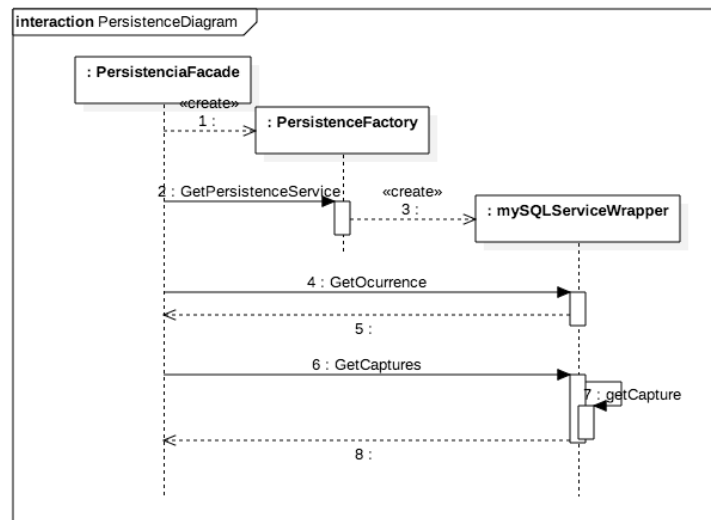 interaction PersistenceDiagram
: PersistenciaFacade
«create»
1 :
: PersistenceFactory
2 : GetPersistenceService
«create»
3 :
: mySQLServiceWrapper
4 : GetOcurrence
5 :
6 : GetCaptures
7 : getCapture
8 :